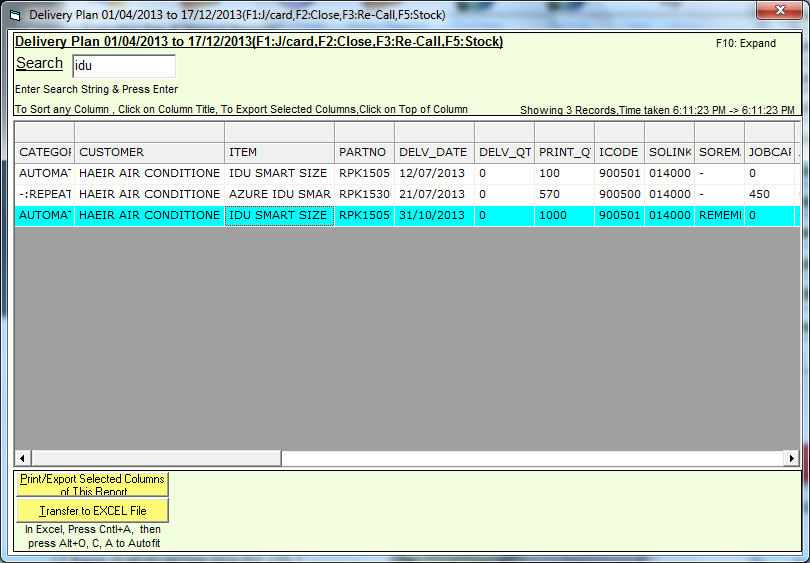 Delivery Plan 01/04/2013 to 17/12/2013(F1:J/card,F2:Close,F3:Re-Call,F5:Stock)
Delivery Plan 01/04/2013 to 17/12/2013(F1:J/card,F2:Close,F3:Re-Call,F5:Stock) F10: Expand
Search idu
Enter Search String & Press Enter
To Sort any Column , Click on Column Title, To Export Selected Columns,Click on Top of Column Showing 3 Records,Time taken 6:11:23 PM -> 6:11:23 PM
CATEGOR CUSTOMER ITEM PARTNO DELV_DATE DELV_QT PRINT_Q ICODE SOLINK SOREM JOBCAR
AUTOMAT HAEIR AIR CONDITIONE IDU SMART SIZE RPK1505 12/07/2013 0 100 900501 014000 - 0
-:REPEAT HAEIR AIR CONDITIONE AZURE IDU SMAR RPK1530 21/07/2013 0 570 900500 014000 - 450
AUTOMAT HAEIR AIR CONDITIONE IDU SMART SIZE RPK1505 31/10/2013 0 1000 900501 014000 REMEM 0
Print/Export Selected Columns
of This Report
Transfer to EXCEL File
In Excel, Press Cntl+A, then
press Alt+O, C, A to Autofit